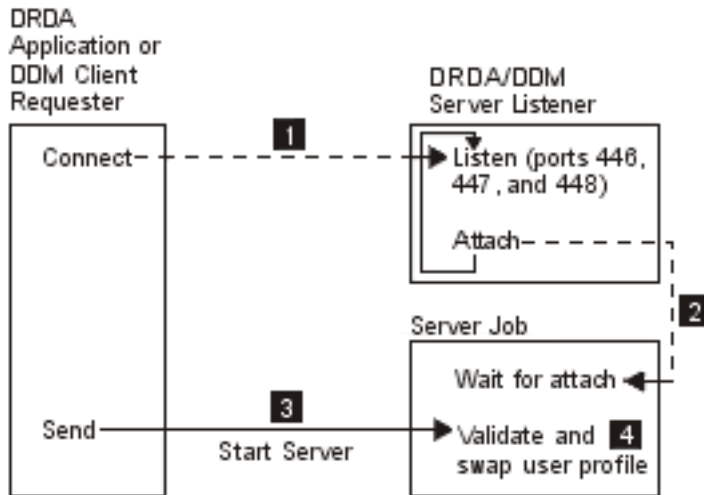 DRDA
Application or
DDM Client
Requester
DRDA/DDM
Server Listener
1
Connect
Listen (ports 446,
447, and 448)
Attach
2
Server Job
Wait for attach
3
Send
Start Server
Validate and 4
swap user profile